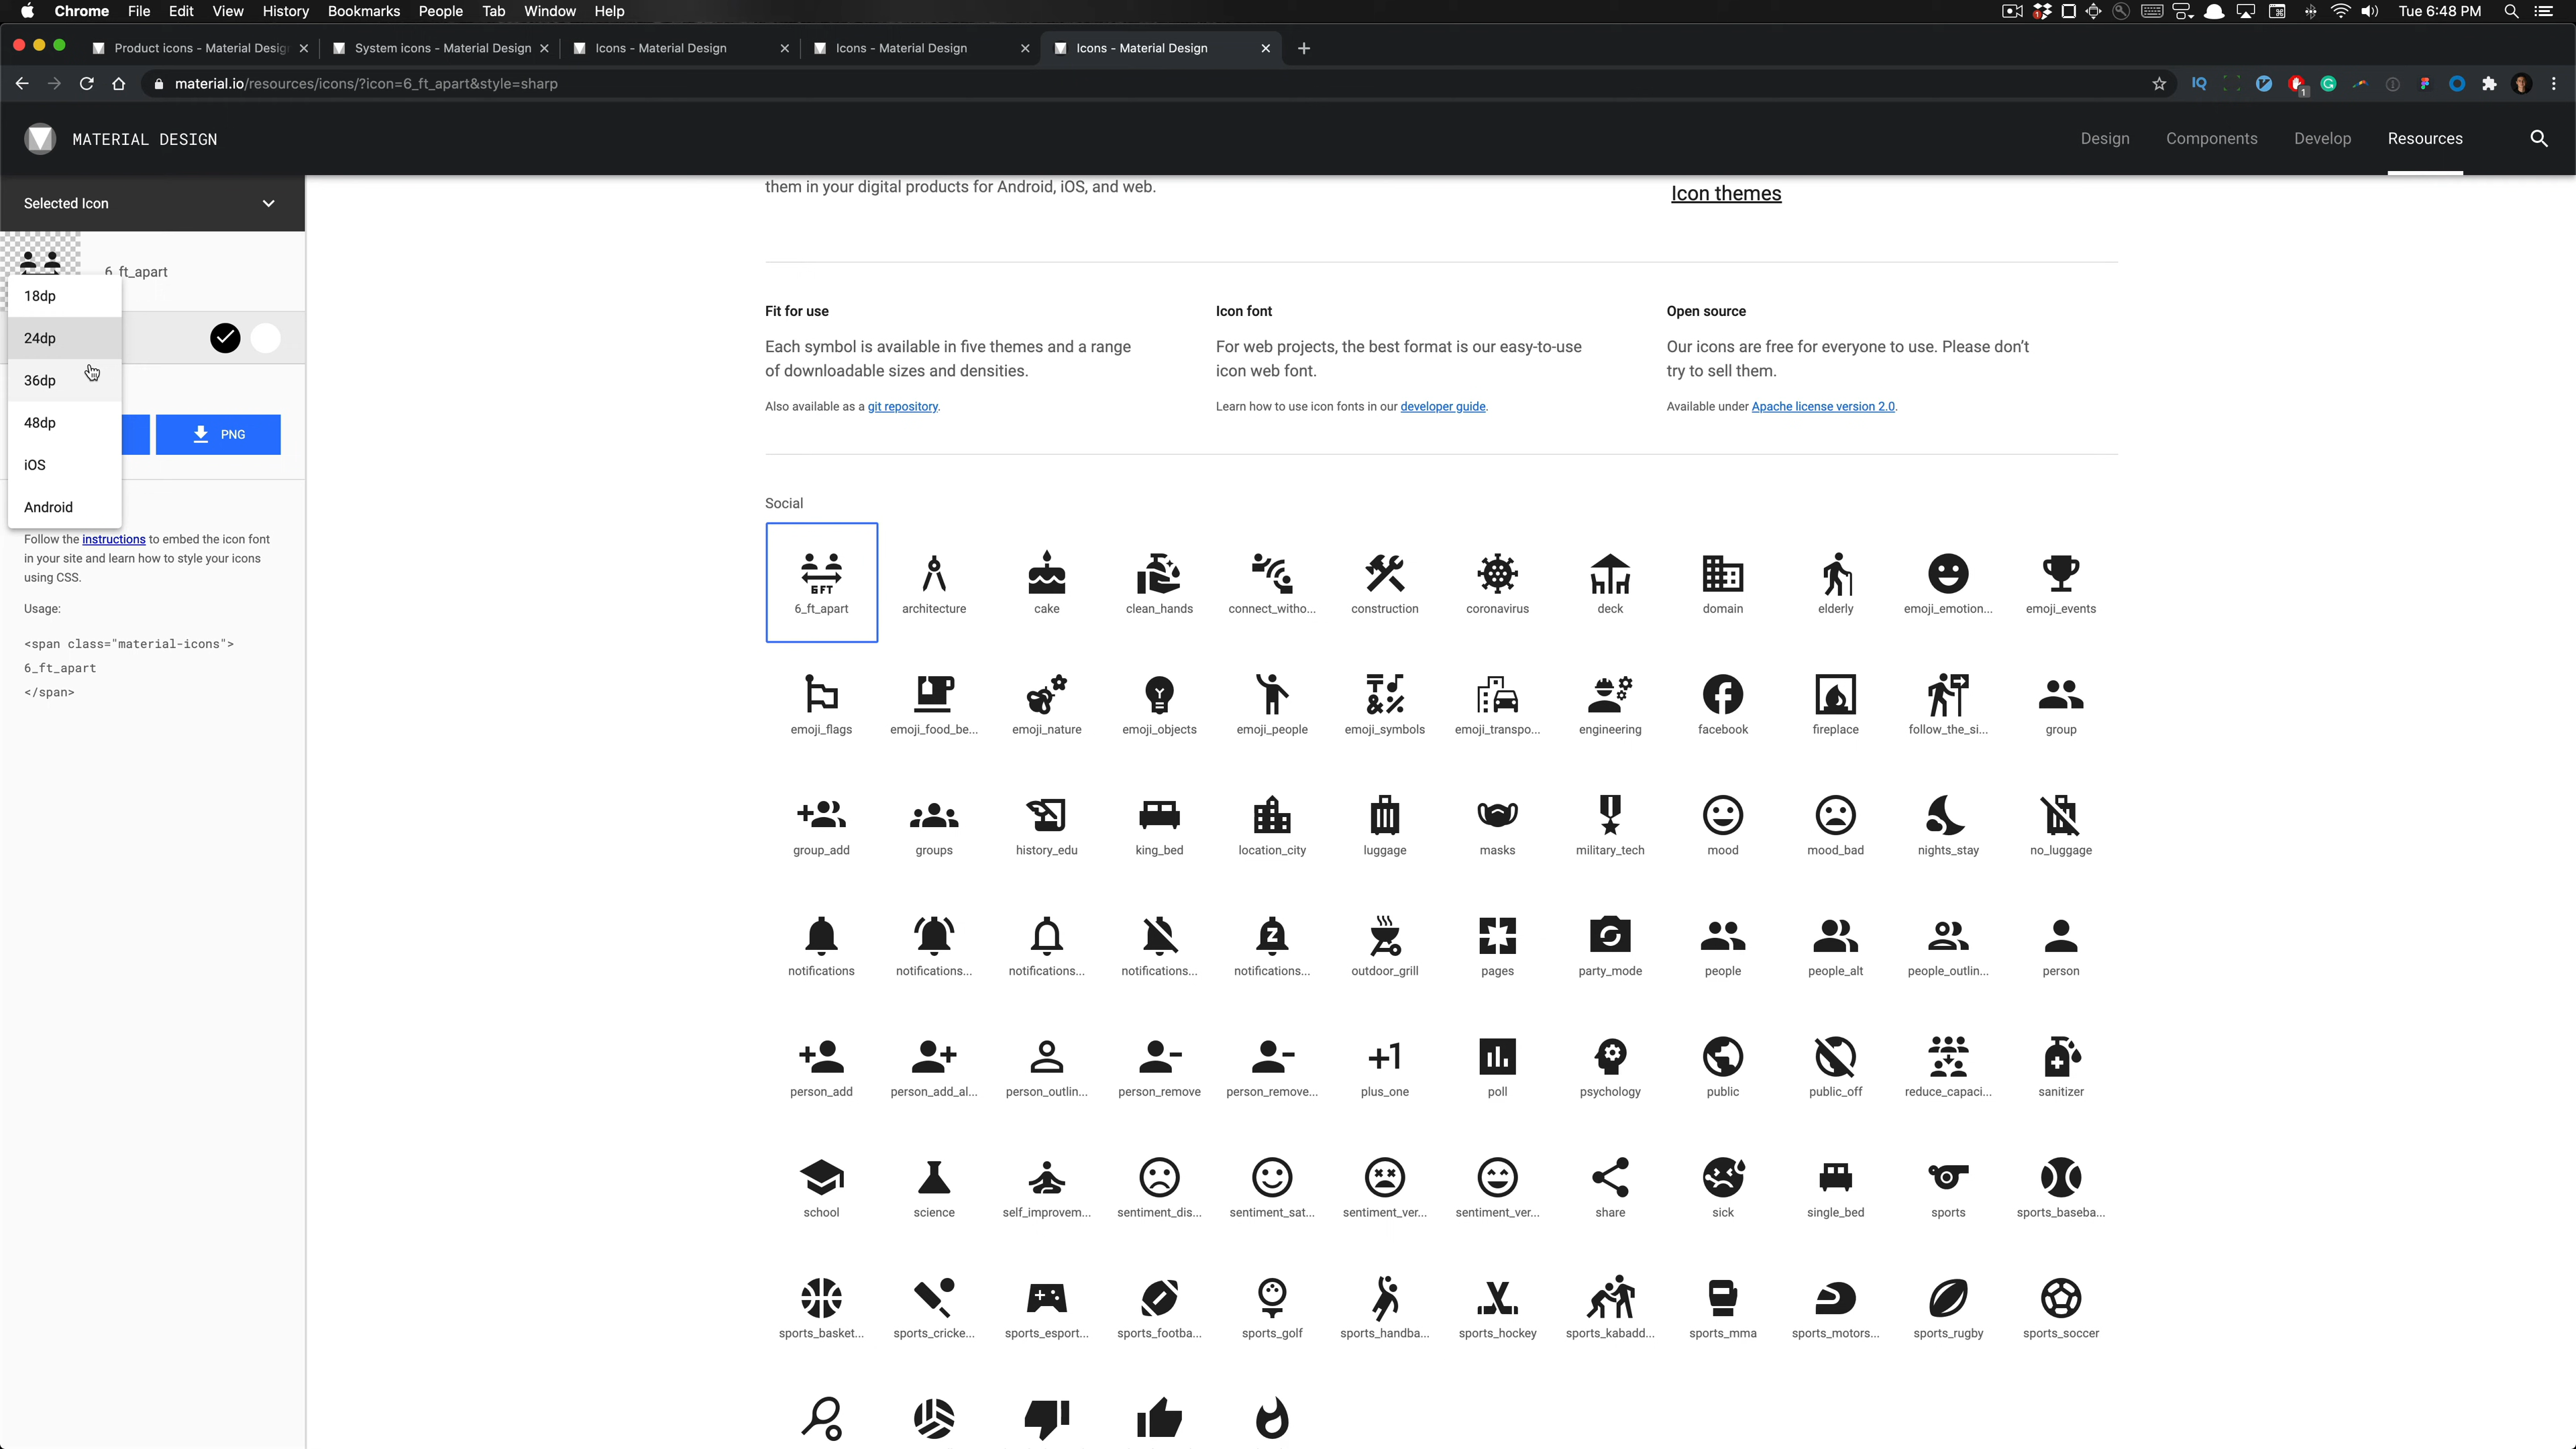 Chrome File Edit View History Bookmarks People Tab Window Help
Tue 6:48 PM
Product icons - Material Desig
System icons - Material Design
Icons - Material Design
Icons - Material Design
Icons - Material Design
material.io/resources/icons/?icon=6_ft_apart&style=sharp
IQ
1
MATERIAL DESIGN
Design
Components
Develop
Resources
Selected Icon
6_ft_apart
18dp
24dp
36dp
48dp
iOS
Android
PNG
Follow the instructions to embed the icon font
in your site and learn how to style your icons
using CSS.
Usage:
<span class="material-icons">
6_ft_apart
</span>
them in your digital products for Android, iOS, and web.
Icon themes
Fit for use
Each symbol is available in five themes and a range
of downloadable sizes and densities.
Also available as a git repository.
Icon font
For web projects, the best format is our easy-to-use
icon web font.
Learn how to use icon fonts in our developer guide.
Open source
Our icons are free for everyone to use. Please don't
try to sell them.
Available under Apache license version 2.0.
Social
6FT
6_ft_apart architecture cake clean_hands connect_witho... construction coronavirus deck domain elderly emoji_emotion... emoji_events
emoji_flags emoji_food_be... emoji_nature emoji_objects emoji_people emoji_symbols emoji_transpo... engineering facebook fireplace follow_the_si... group
group_add groups history_edu king_bed location_city luggage masks military_tech mood mood_bad nights_stay no_luggage
notifications notifications... notifications... notifications... notifications... outdoor_grill pages party_mode people people_alt people_outlin... person
+1
person_add person_add_al... person_outlin... person_remove person_remove... plus_one poll psychology public public_off reduce_capaci... sanitizer
school science self_improvem... sentiment_dis... sentiment_sat... sentiment_ver... sentiment_ver... share sick single_bed sports sports_baseba...
sports_basket... sports_cricke... sports_esport... sports_footba... sports_golf sports_handba... sports_hockey sports_kabadd... sports_mma sports_motors... sports_rugby sports_soccer